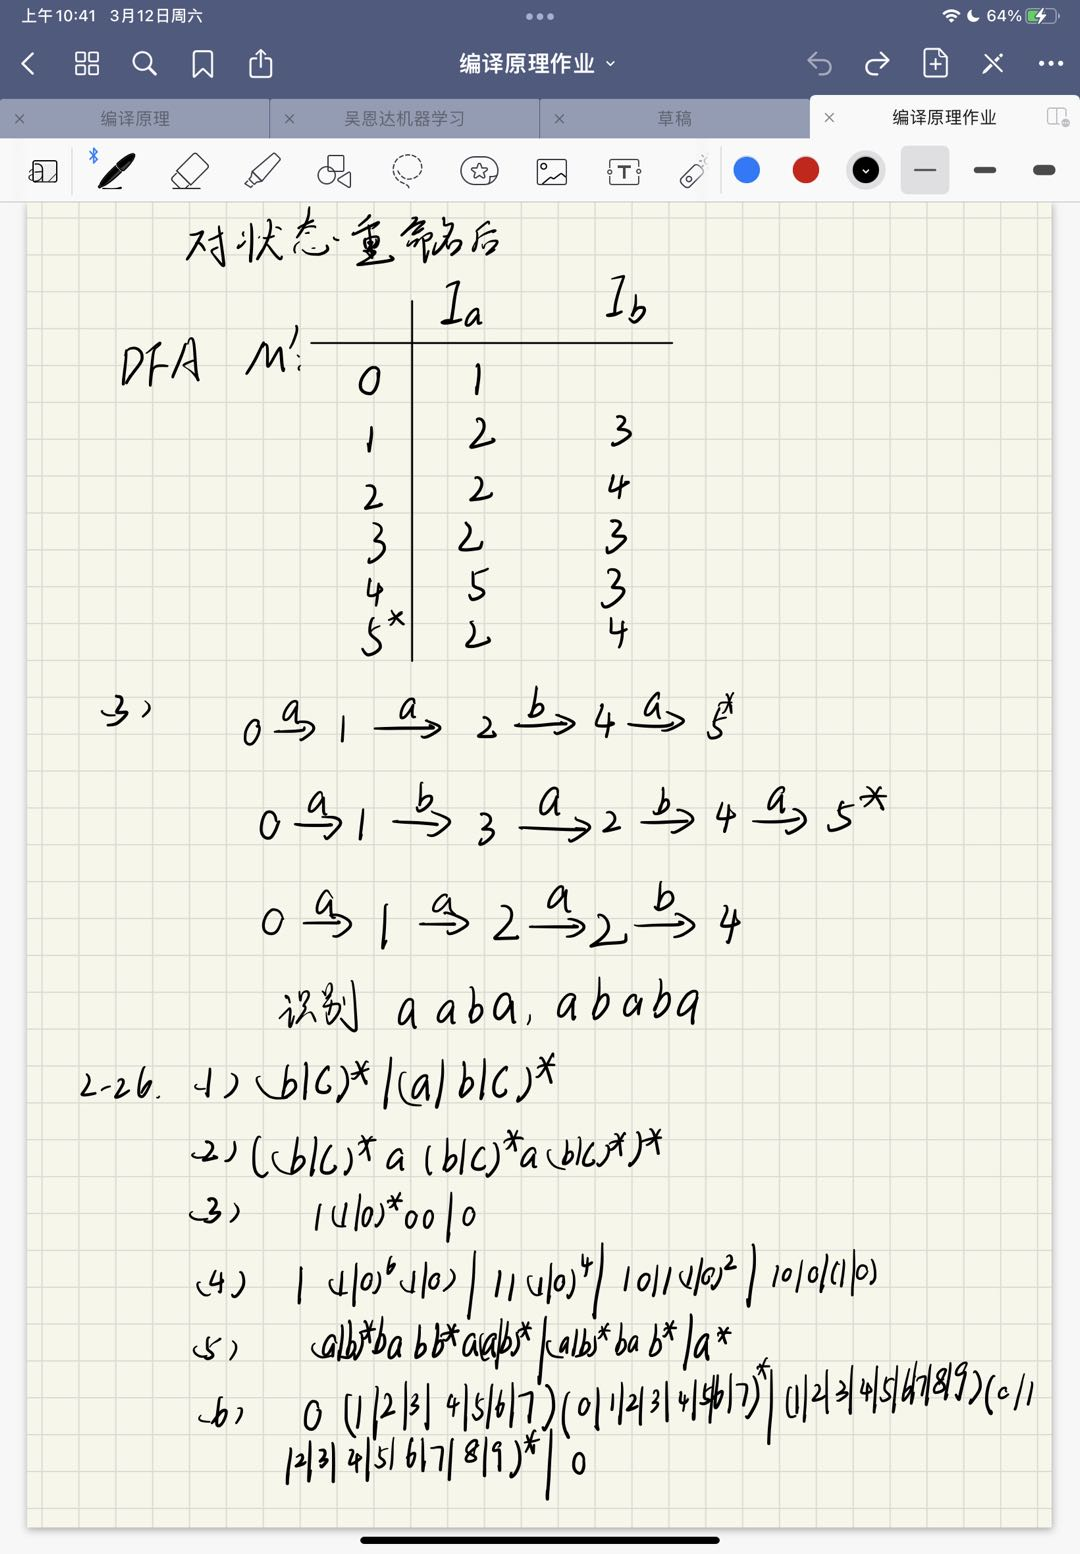 上午10:41 3月12日周六 64%
编译原理作业
编译原理 吴恩达机器学习 草稿 编译原理作业
对状态重命名后
Ia Ib
DFA M':
0 1
1 2 3
2 2 4
3 2 3
4 5 3
5* 2 4
3) 0 a→ 1 a→ 2 b→ 4 a→ 5*
0 a→ 1 b→ 3 a→ 2 b→ 4 a→ 5*
0 a→ 1 a→ 2 a→ 2 b→ 4
识别 aaba, ababa
2-26. 1) (b|c)*|(a|b|c)*
2) ((b|c)*a(b|c)*a(b|c)*)*
3) 1(1|0)*00|0
4) 1(1|0)⁶(1|0)|11(1|0)⁴|1011(1|0)²|1010(1|0)
5) (a|b)*babb*a(a|b)*|(a|b)*bab*|a*
6) 0(1|2|3|4|5|6|7)(0|1|2|3|4|5|6|7)*|(1|2|3|4|5|6|7|8|9)(0|1
|2|3|4|5|6|7|8|9)*|0